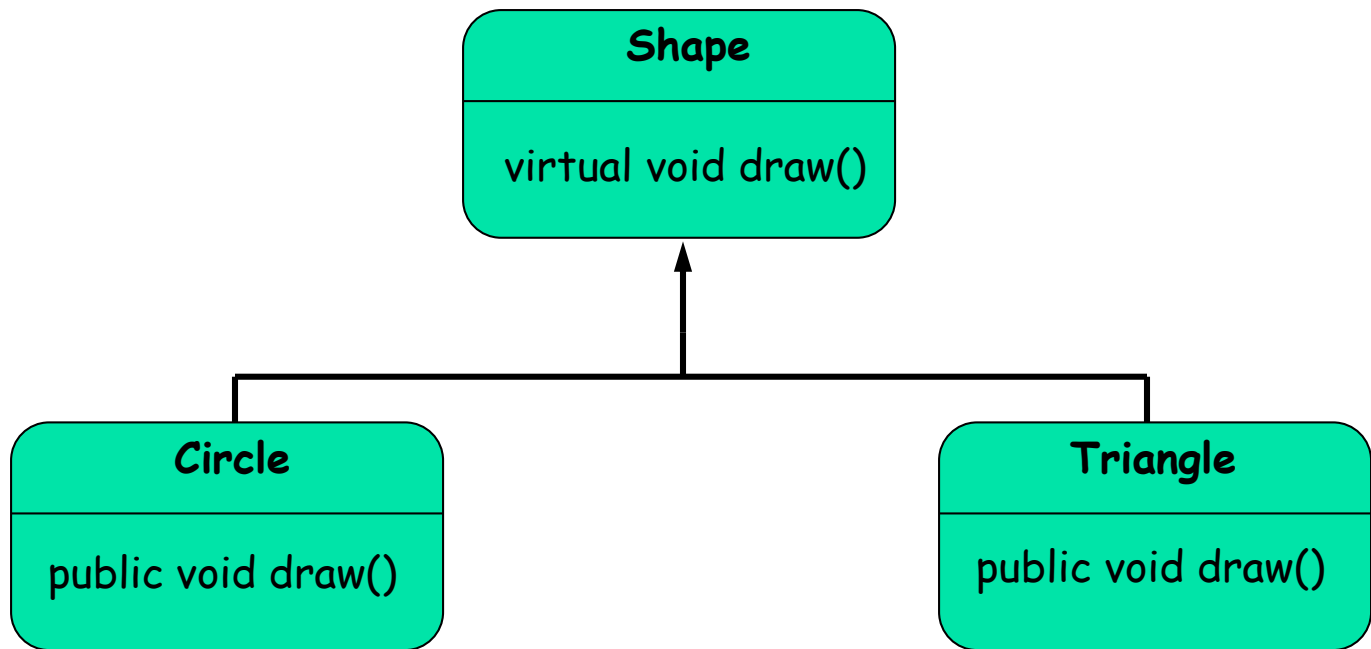 Shape
virtual void draw()
Circle
public void draw()
Triangle
public void draw()